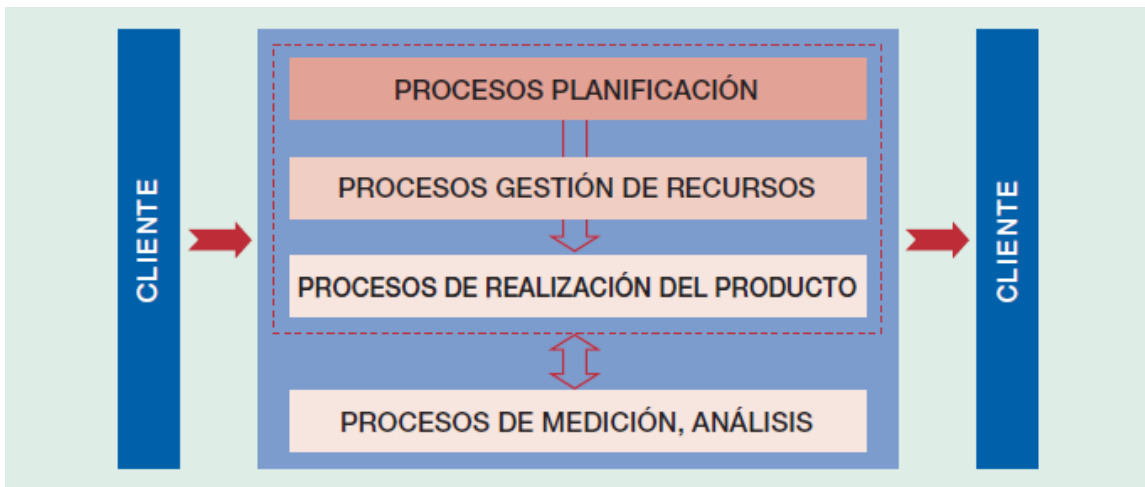 CLIENTE
PROCESOS PLANIFICACIÓN
PROCESOS GESTIÓN DE RECURSOS
PROCESOS DE REALIZACIÓN DEL PRODUCTO
PROCESOS DE MEDICIÓN, ANÁLISIS
CLIENTE